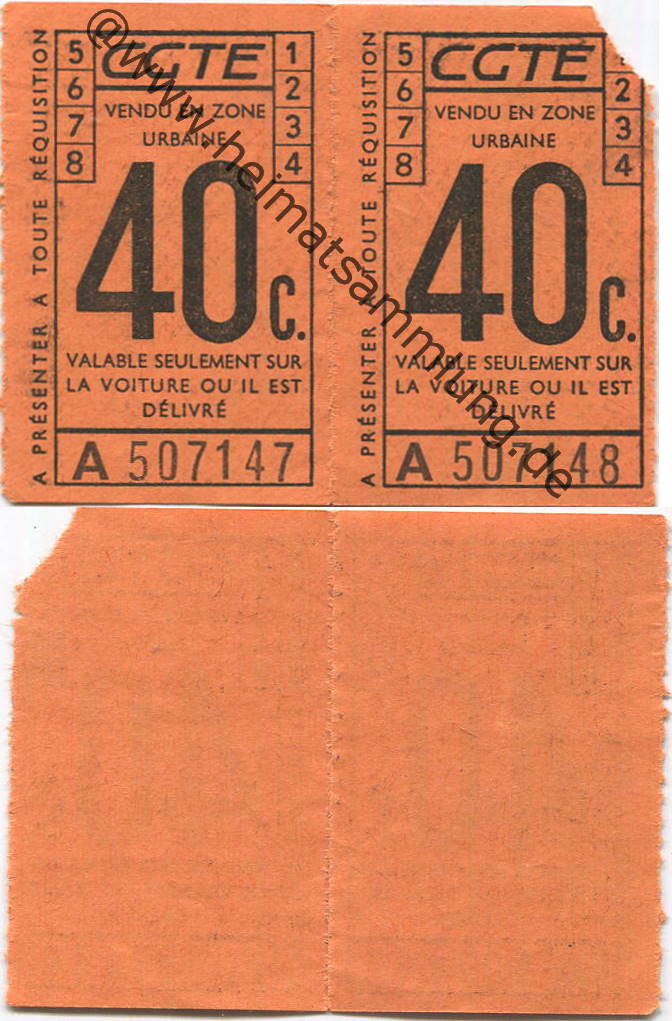 A PRÉSENTER A TOUTE RÉQUISITION
5
6
7
8
CGTE
1
2
3
4
VENDU EN ZONE
URBAINE
40 c.
VALABLE SEULEMENT SUR
LA VOITURE OU IL EST
DÉLIVRÉ
A 507147
A PRÉSENTER A TOUTE RÉQUISITION
5
6
7
8
CGTE
2
3
4
VENDU EN ZONE
URBAINE
40 c.
VALABLE SEULEMENT SUR
LA VOITURE OU IL EST
DÉLIVRÉ
A 507148
@www.heimatsammlung.de